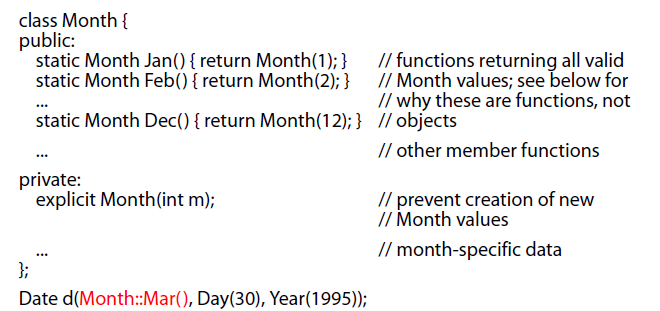 class Month {
public:
static Month Jan() { return Month(1); } // functions returning all valid
static Month Feb() { return Month(2); } // Month values; see below for
... // why these are functions, not
static Month Dec() { return Month(12); } // objects
... // other member functions
private:
explicit Month(int m); // prevent creation of new
// Month values
... // month-specific data
};
Date d(Month::Mar(), Day(30), Year(1995));